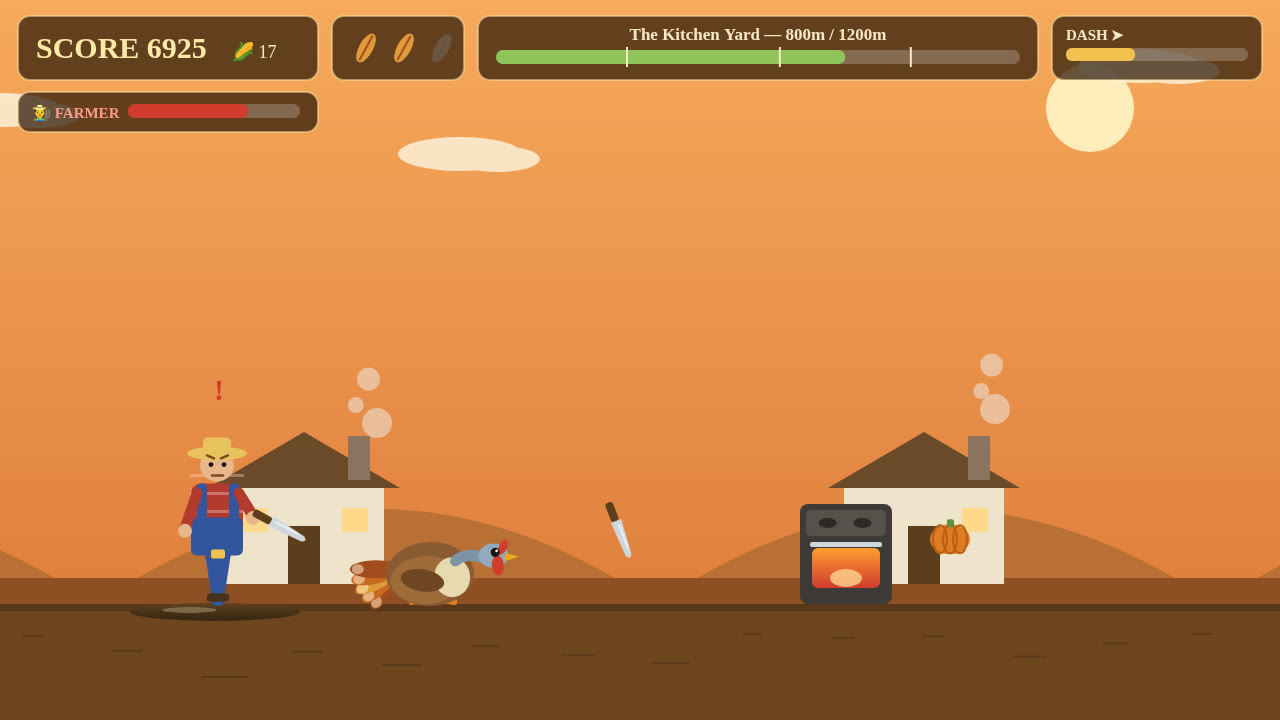 SCORE 6925 🌽 17
The Kitchen Yard — 800m / 1200m
DASH ➤
FARMER
!